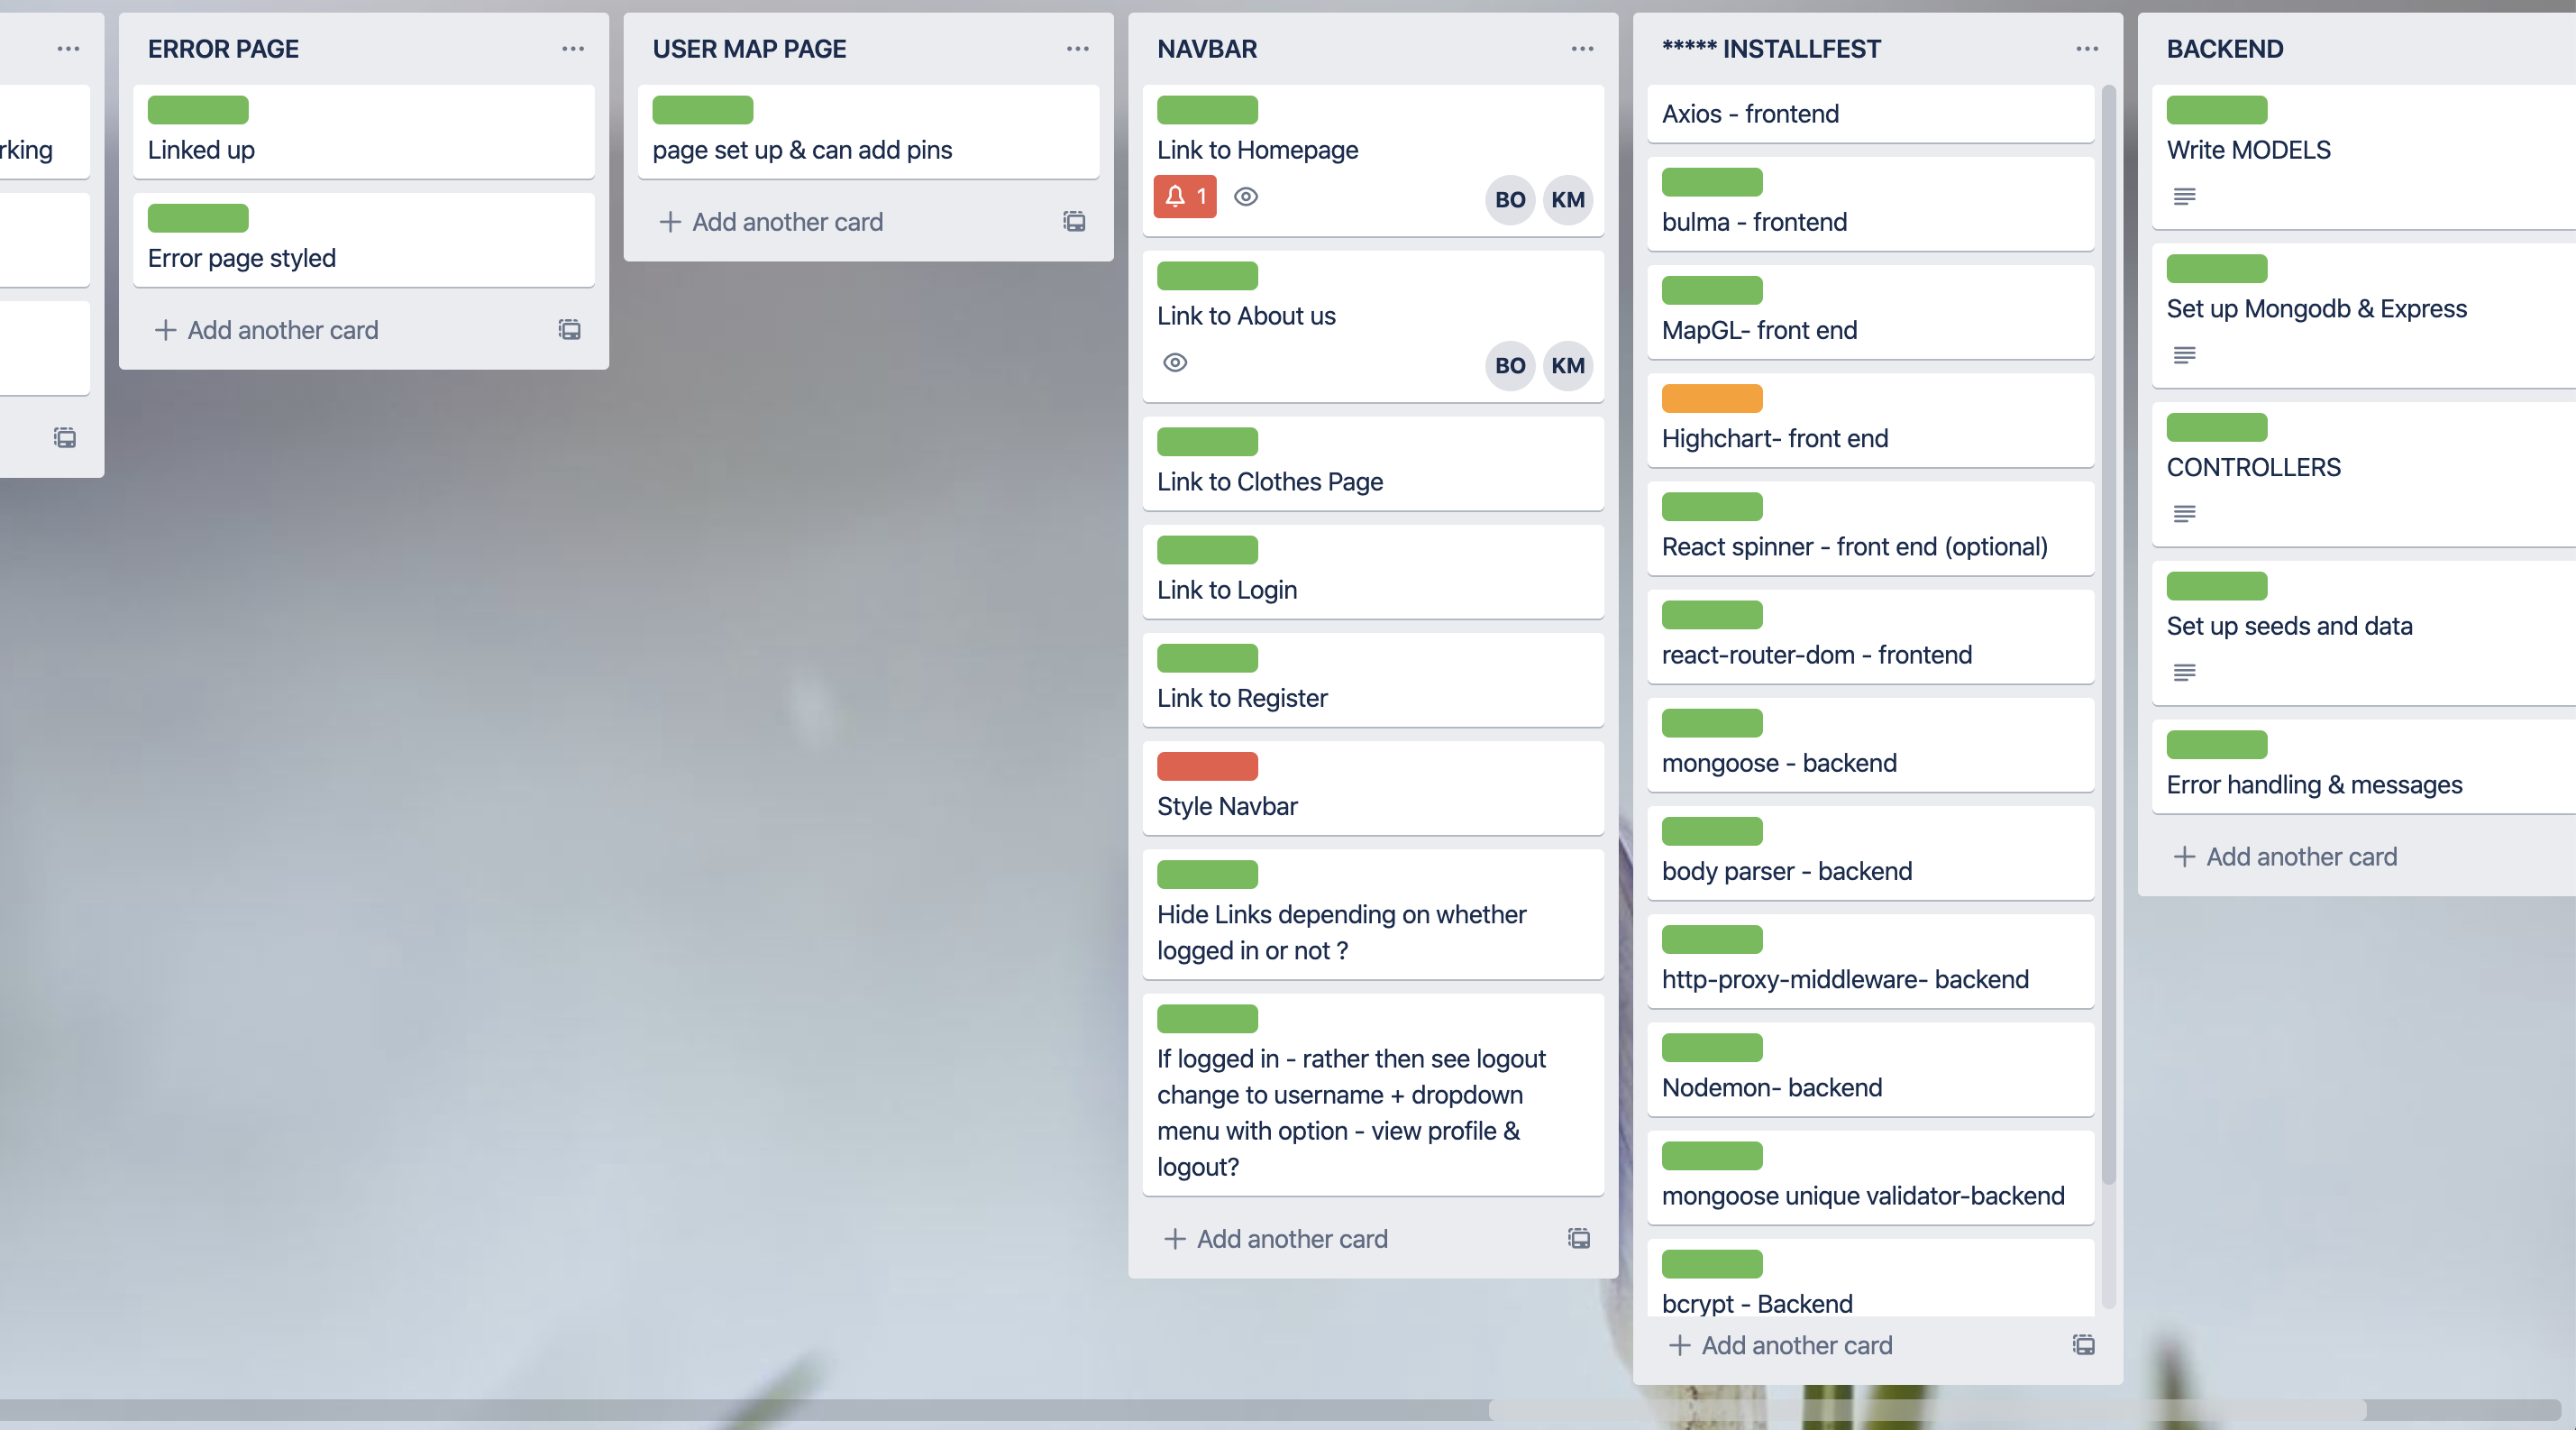 rking
ERROR PAGE
Linked up
Error page styled
Add another card
USER MAP PAGE
page set up & can add pins
Add another card
NAVBAR
Link to Homepage
1
BO KM
Link to About us
BO KM
Link to Clothes Page
Link to Login
Link to Register
Style Navbar
Hide Links depending on whether
logged in or not ?
If logged in - rather then see logout
change to username + dropdown
menu with option - view profile &
logout?
Add another card
***** INSTALLFEST
Axios - frontend
bulma - frontend
MapGL- front end
Highchart- front end
React spinner - front end (optional)
react-router-dom - frontend
mongoose - backend
body parser - backend
http-proxy-middleware- backend
Nodemon- backend
mongoose unique validator-backend
bcrypt - Backend
Add another card
BACKEND
Write MODELS
Set up Mongodb & Express
CONTROLLERS
Set up seeds and data
Error handling & messages
Add another card